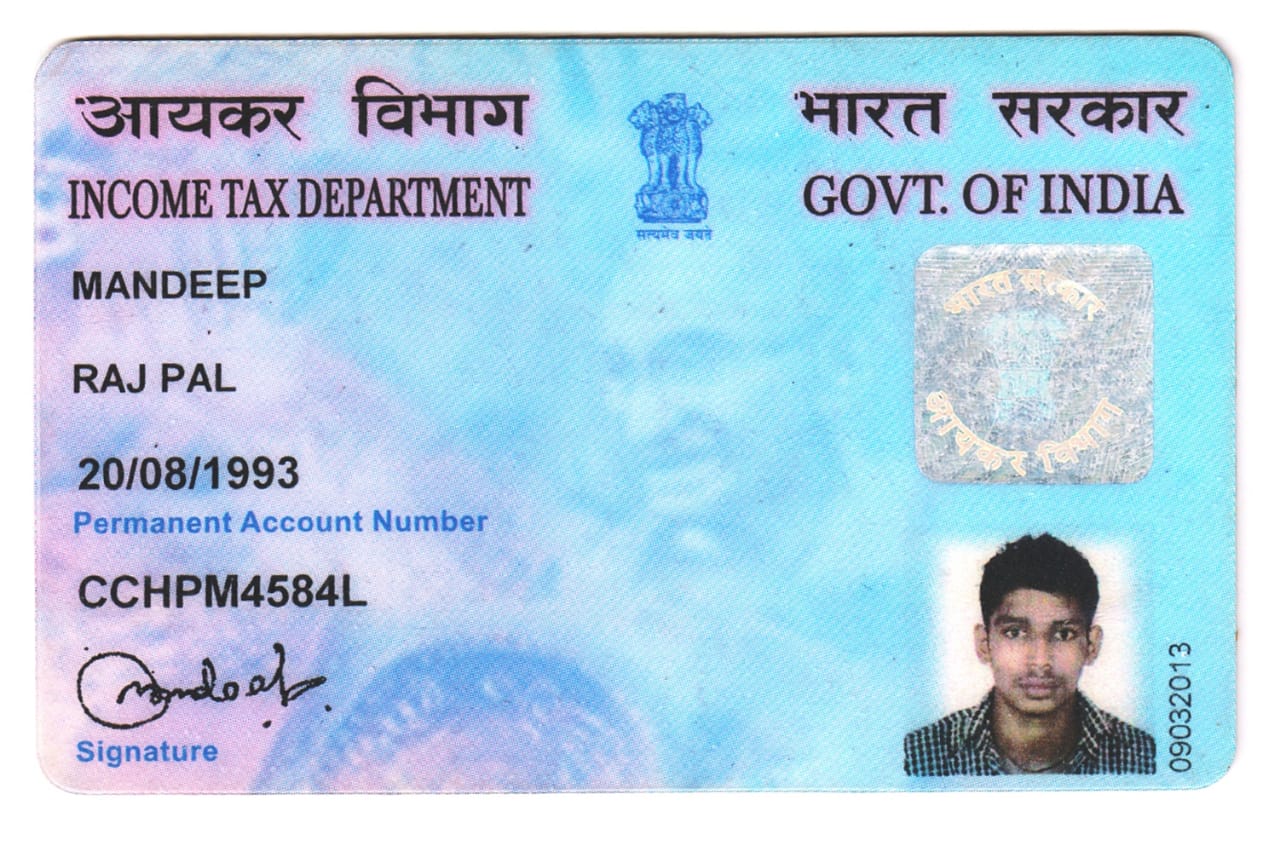 आयकर विभाग
भारत सरकार
INCOME TAX DEPARTMENT
GOVT. OF INDIA
सत्यमेव जयते
MANDEEP
RAJ PAL
20/08/1993
Permanent Account Number
CCHPM4584L
Mandeep
Signature
भारत सरकार
आयकर विभाग
09032013